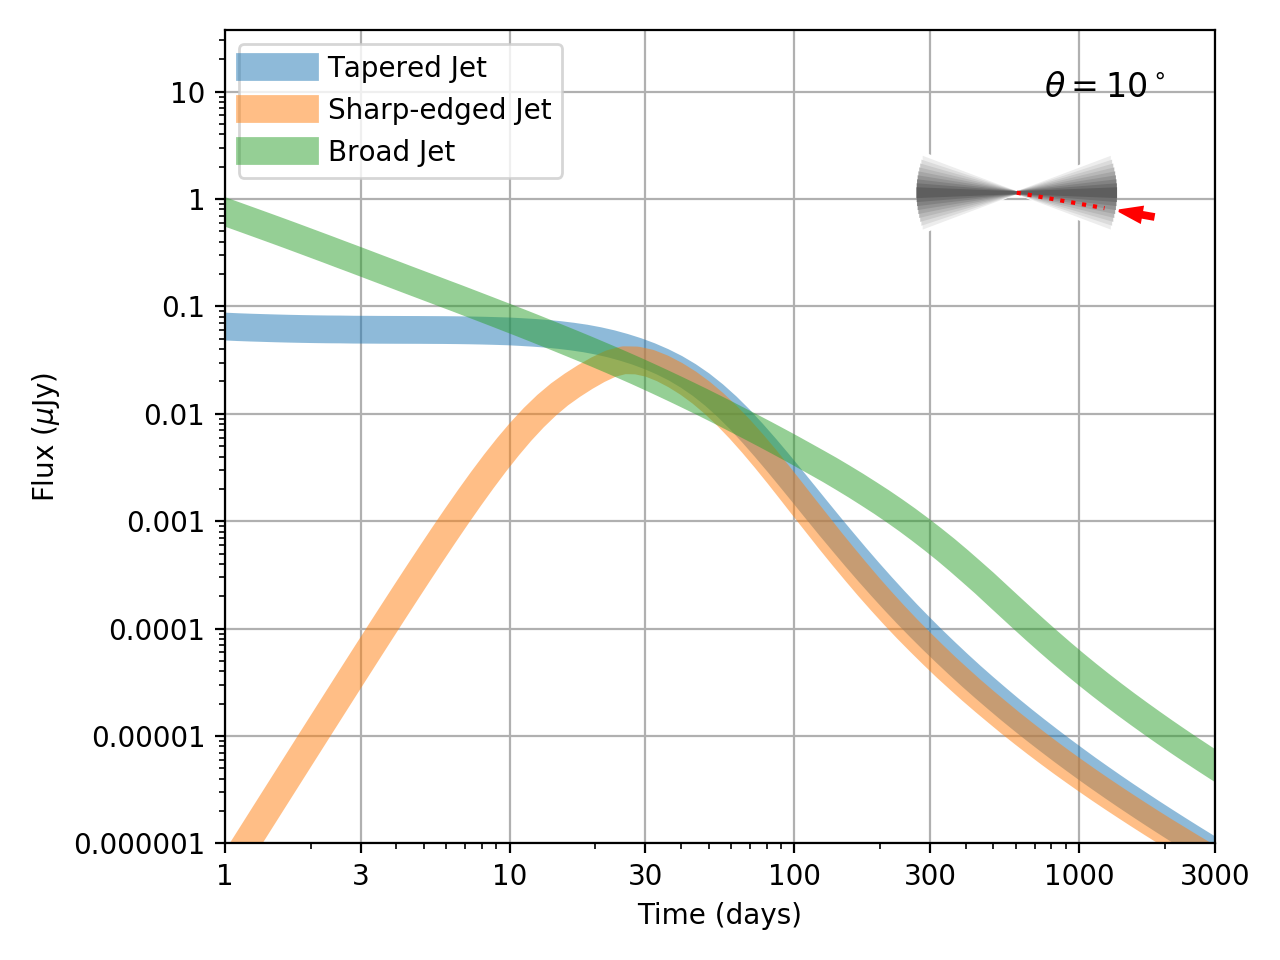 Tapered Jet
Sharp-edged Jet
Broad Jet
θ = 10°
10
1
0.1
0.01
0.001
0.0001
0.00001
0.000001
Flux (μJy)
1 3 10 30 100 300 1000 3000
Time (days)